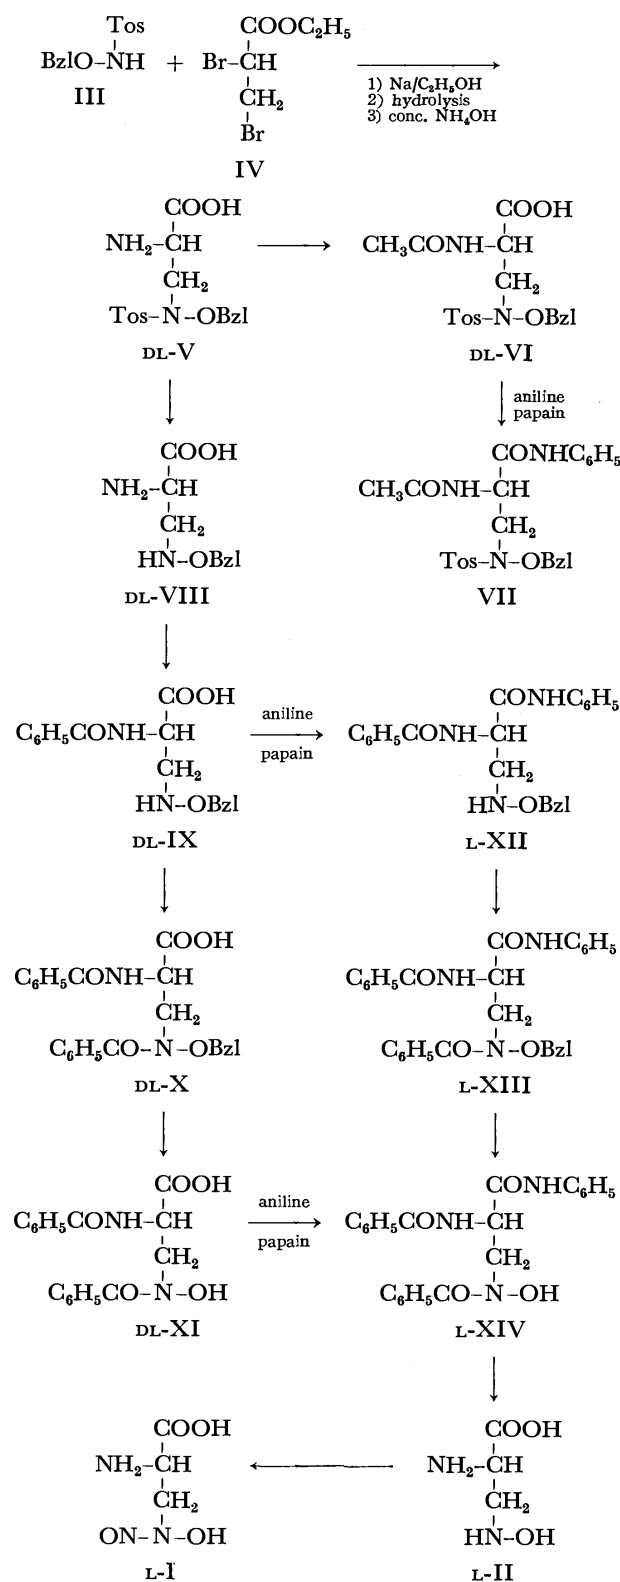 Tos COOC₂H₅
BzlO–NH + Br–CH
III CH₂
Br
IV
1) Na/C₂H₅OH
2) hydrolysis
3) conc. NH₄OH
COOH COOH
NH₂–CH CH₃CONH–CH
CH₂ CH₂
Tos–N–OBzl Tos–N–OBzl
DL-V DL-VI
aniline
papain
COOH CONHC₆H₅
NH₂–CH CH₃CONH–CH
CH₂ CH₂
HN–OBzl Tos–N–OBzl
DL-VIII VII
COOH CONHC₆H₅
C₆H₅CONH–CH aniline papain C₆H₅CONH–CH
CH₂ CH₂
HN–OBzl HN–OBzl
DL-IX L-XII
COOH CONHC₆H₅
C₆H₅CONH–CH C₆H₅CONH–CH
CH₂ CH₂
C₆H₅CO–N–OBzl C₆H₅CO–N–OBzl
DL-X L-XIII
COOH CONHC₆H₅
C₆H₅CONH–CH aniline papain C₆H₅CONH–CH
CH₂ CH₂
C₆H₅CO–N–OH C₆H₅CO–N–OH
DL-XI L-XIV
COOH COOH
NH₂–CH NH₂–CH
CH₂ CH₂
ON–N–OH HN–OH
L-I L-II